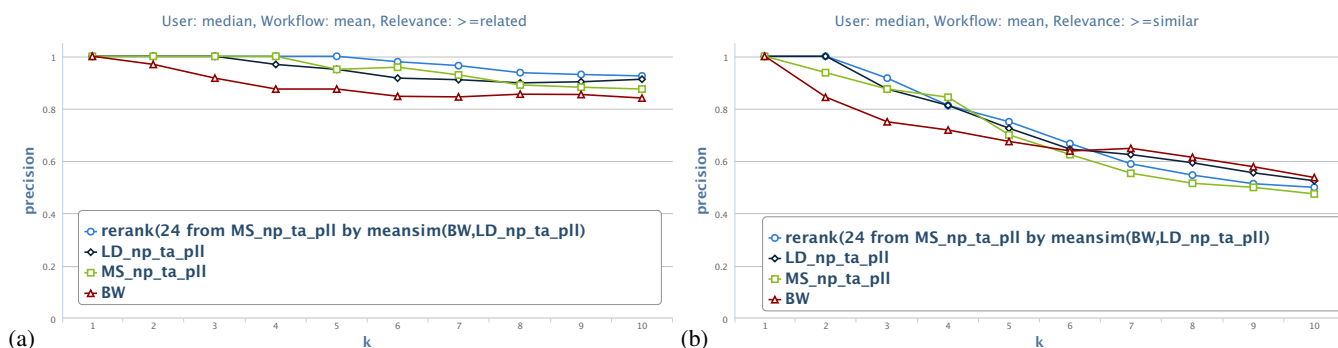 User: median, Workflow: mean, Relevance: >=related
precision
1
0.8
0.6
0.4
0.2
0
rerank(24 from MS_np_ta_pll by meansim(BW,LD_np_ta_pll)
LD_np_ta_pll
MS_np_ta_pll
BW
1 2 3 4 5 6 7 8 9 10
k
(a)
User: median, Workflow: mean, Relevance: >=similar
precision
1
0.8
0.6
0.4
0.2
0
rerank(24 from MS_np_ta_pll by meansim(BW,LD_np_ta_pll)
LD_np_ta_pll
MS_np_ta_pll
BW
1 2 3 4 5 6 7 8 9 10
k
(b)